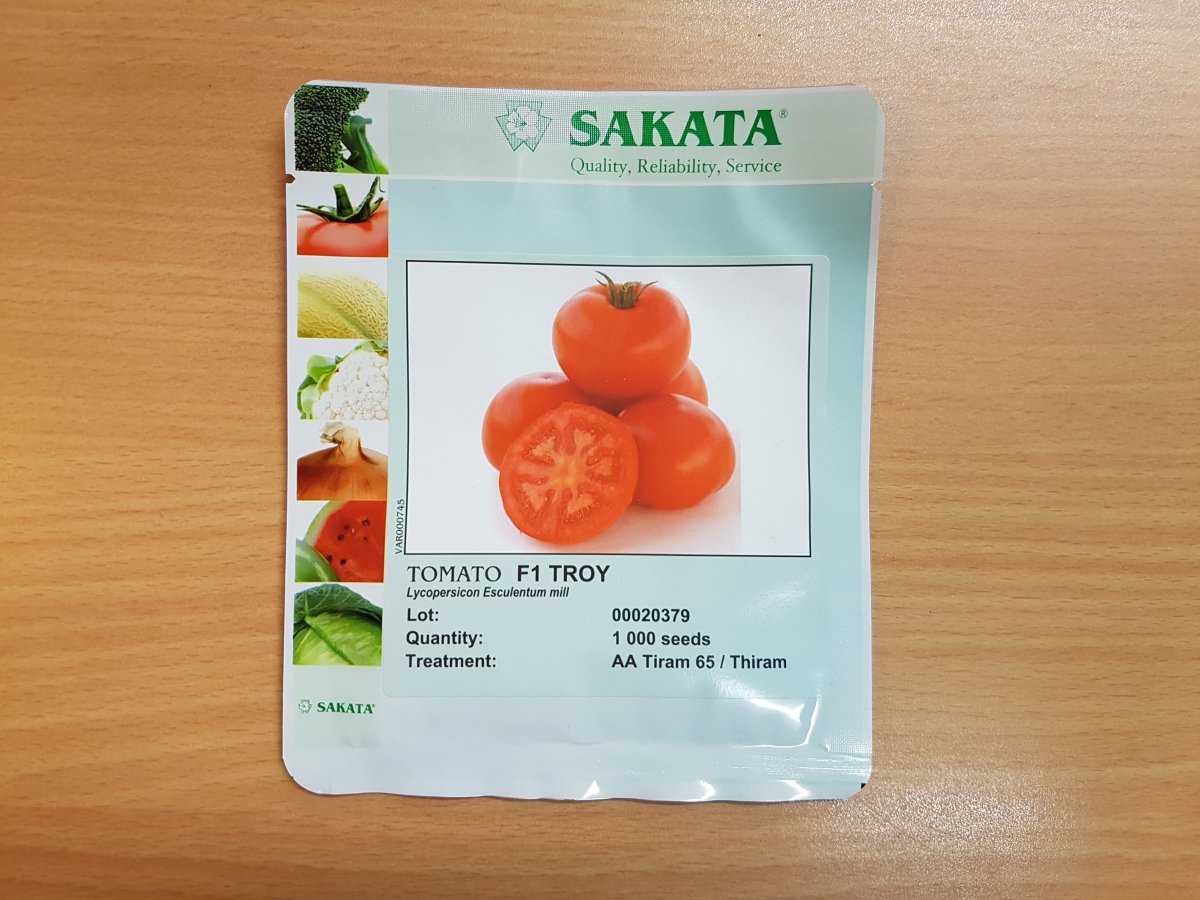 SAKATA®
Quality, Reliability, Service
VAR000745
TOMATO F1 TROY
Lycopersicon Esculentum mill
Lot: 00020379
Quantity: 1 000 seeds
Treatment: AA Tiram 65 / Thiram
SAKATA®